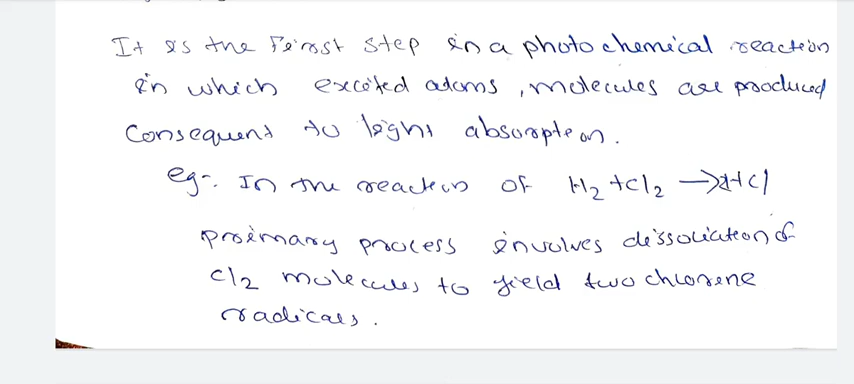 It is the First step in a photochemical reaction
in which excited atoms, molecules are produced
Consequent to light absorption.
eg:- In the reaction of H₂ + Cl₂ → HCl
primary process involves dissociation of
Cl₂ molecules to yield two chlorine
radicals.